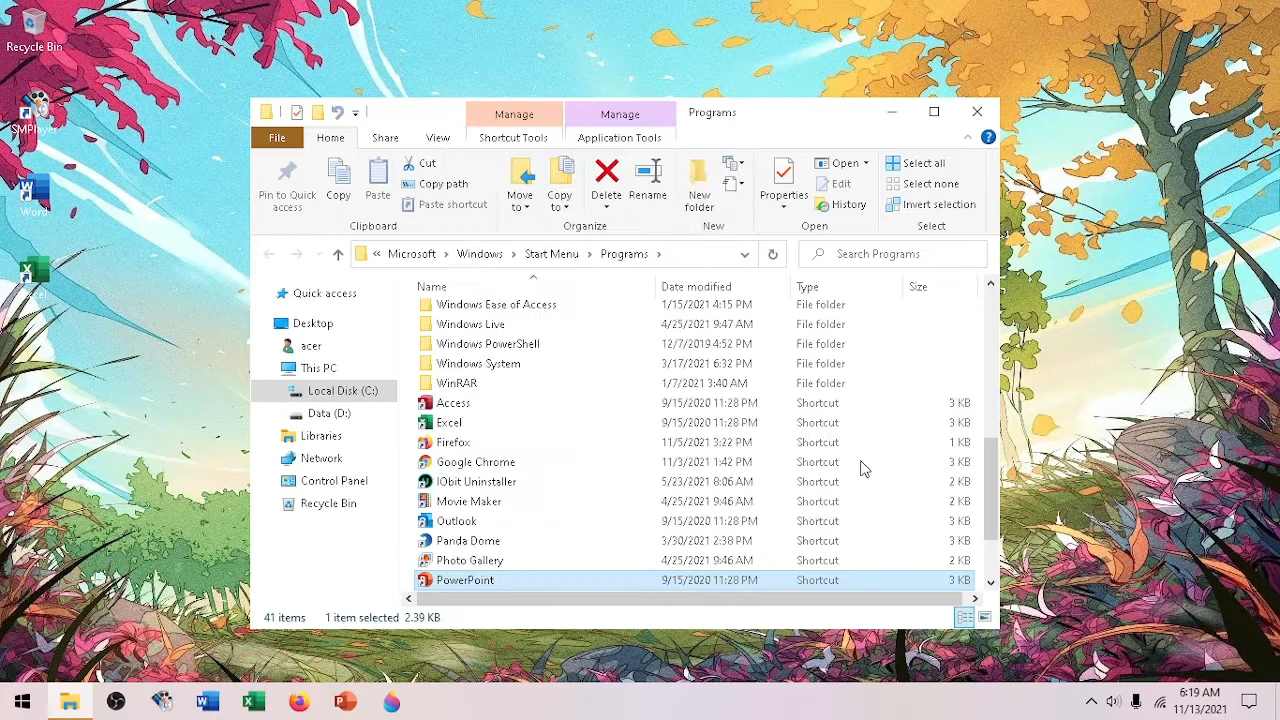 Recycle Bin
SMPlayer
Word
Excel
Manage
Manage
Programs
File
Home
Share
View
Shortcut Tools
Application Tools
Pin to Quick access
Copy
Paste
Cut
Copy path
Paste shortcut
Clipboard
Move to
Copy to
Delete
Rename
Organize
New folder
New
Properties
Open
Edit
History
Open
Select all
Select none
Invert selection
Select
« Microsoft > Windows > Start Menu > Programs >
Search Programs
Quick access
Desktop
acer
This PC
Local Disk (C:)
Data (D:)
Libraries
Network
Control Panel
Recycle Bin
Name Date modified Type Size
Windows Ease of Access 1/15/2021 4:15 PM File folder
Windows Live 4/25/2021 9:47 AM File folder
Windows PowerShell 12/7/2019 4:52 PM File folder
Windows System 3/17/2021 5:32 PM File folder
WinRAR 1/7/2021 3:40 AM File folder
Access 9/15/2020 11:28 PM Shortcut 3 KB
Excel 9/15/2020 11:28 PM Shortcut 3 KB
Firefox 11/5/2021 3:22 PM Shortcut 1 KB
Google Chrome 11/3/2021 1:42 PM Shortcut 3 KB
IObit Uninstaller 5/23/2021 8:06 AM Shortcut 2 KB
Movie Maker 4/25/2021 9:46 AM Shortcut 2 KB
Outlook 9/15/2020 11:28 PM Shortcut 3 KB
Panda Dome 3/30/2021 2:38 PM Shortcut 3 KB
Photo Gallery 4/25/2021 9:46 AM Shortcut 2 KB
PowerPoint 9/15/2020 11:28 PM Shortcut 3 KB
41 items 1 item selected 2.39 KB
6:19 AM
11/13/2021